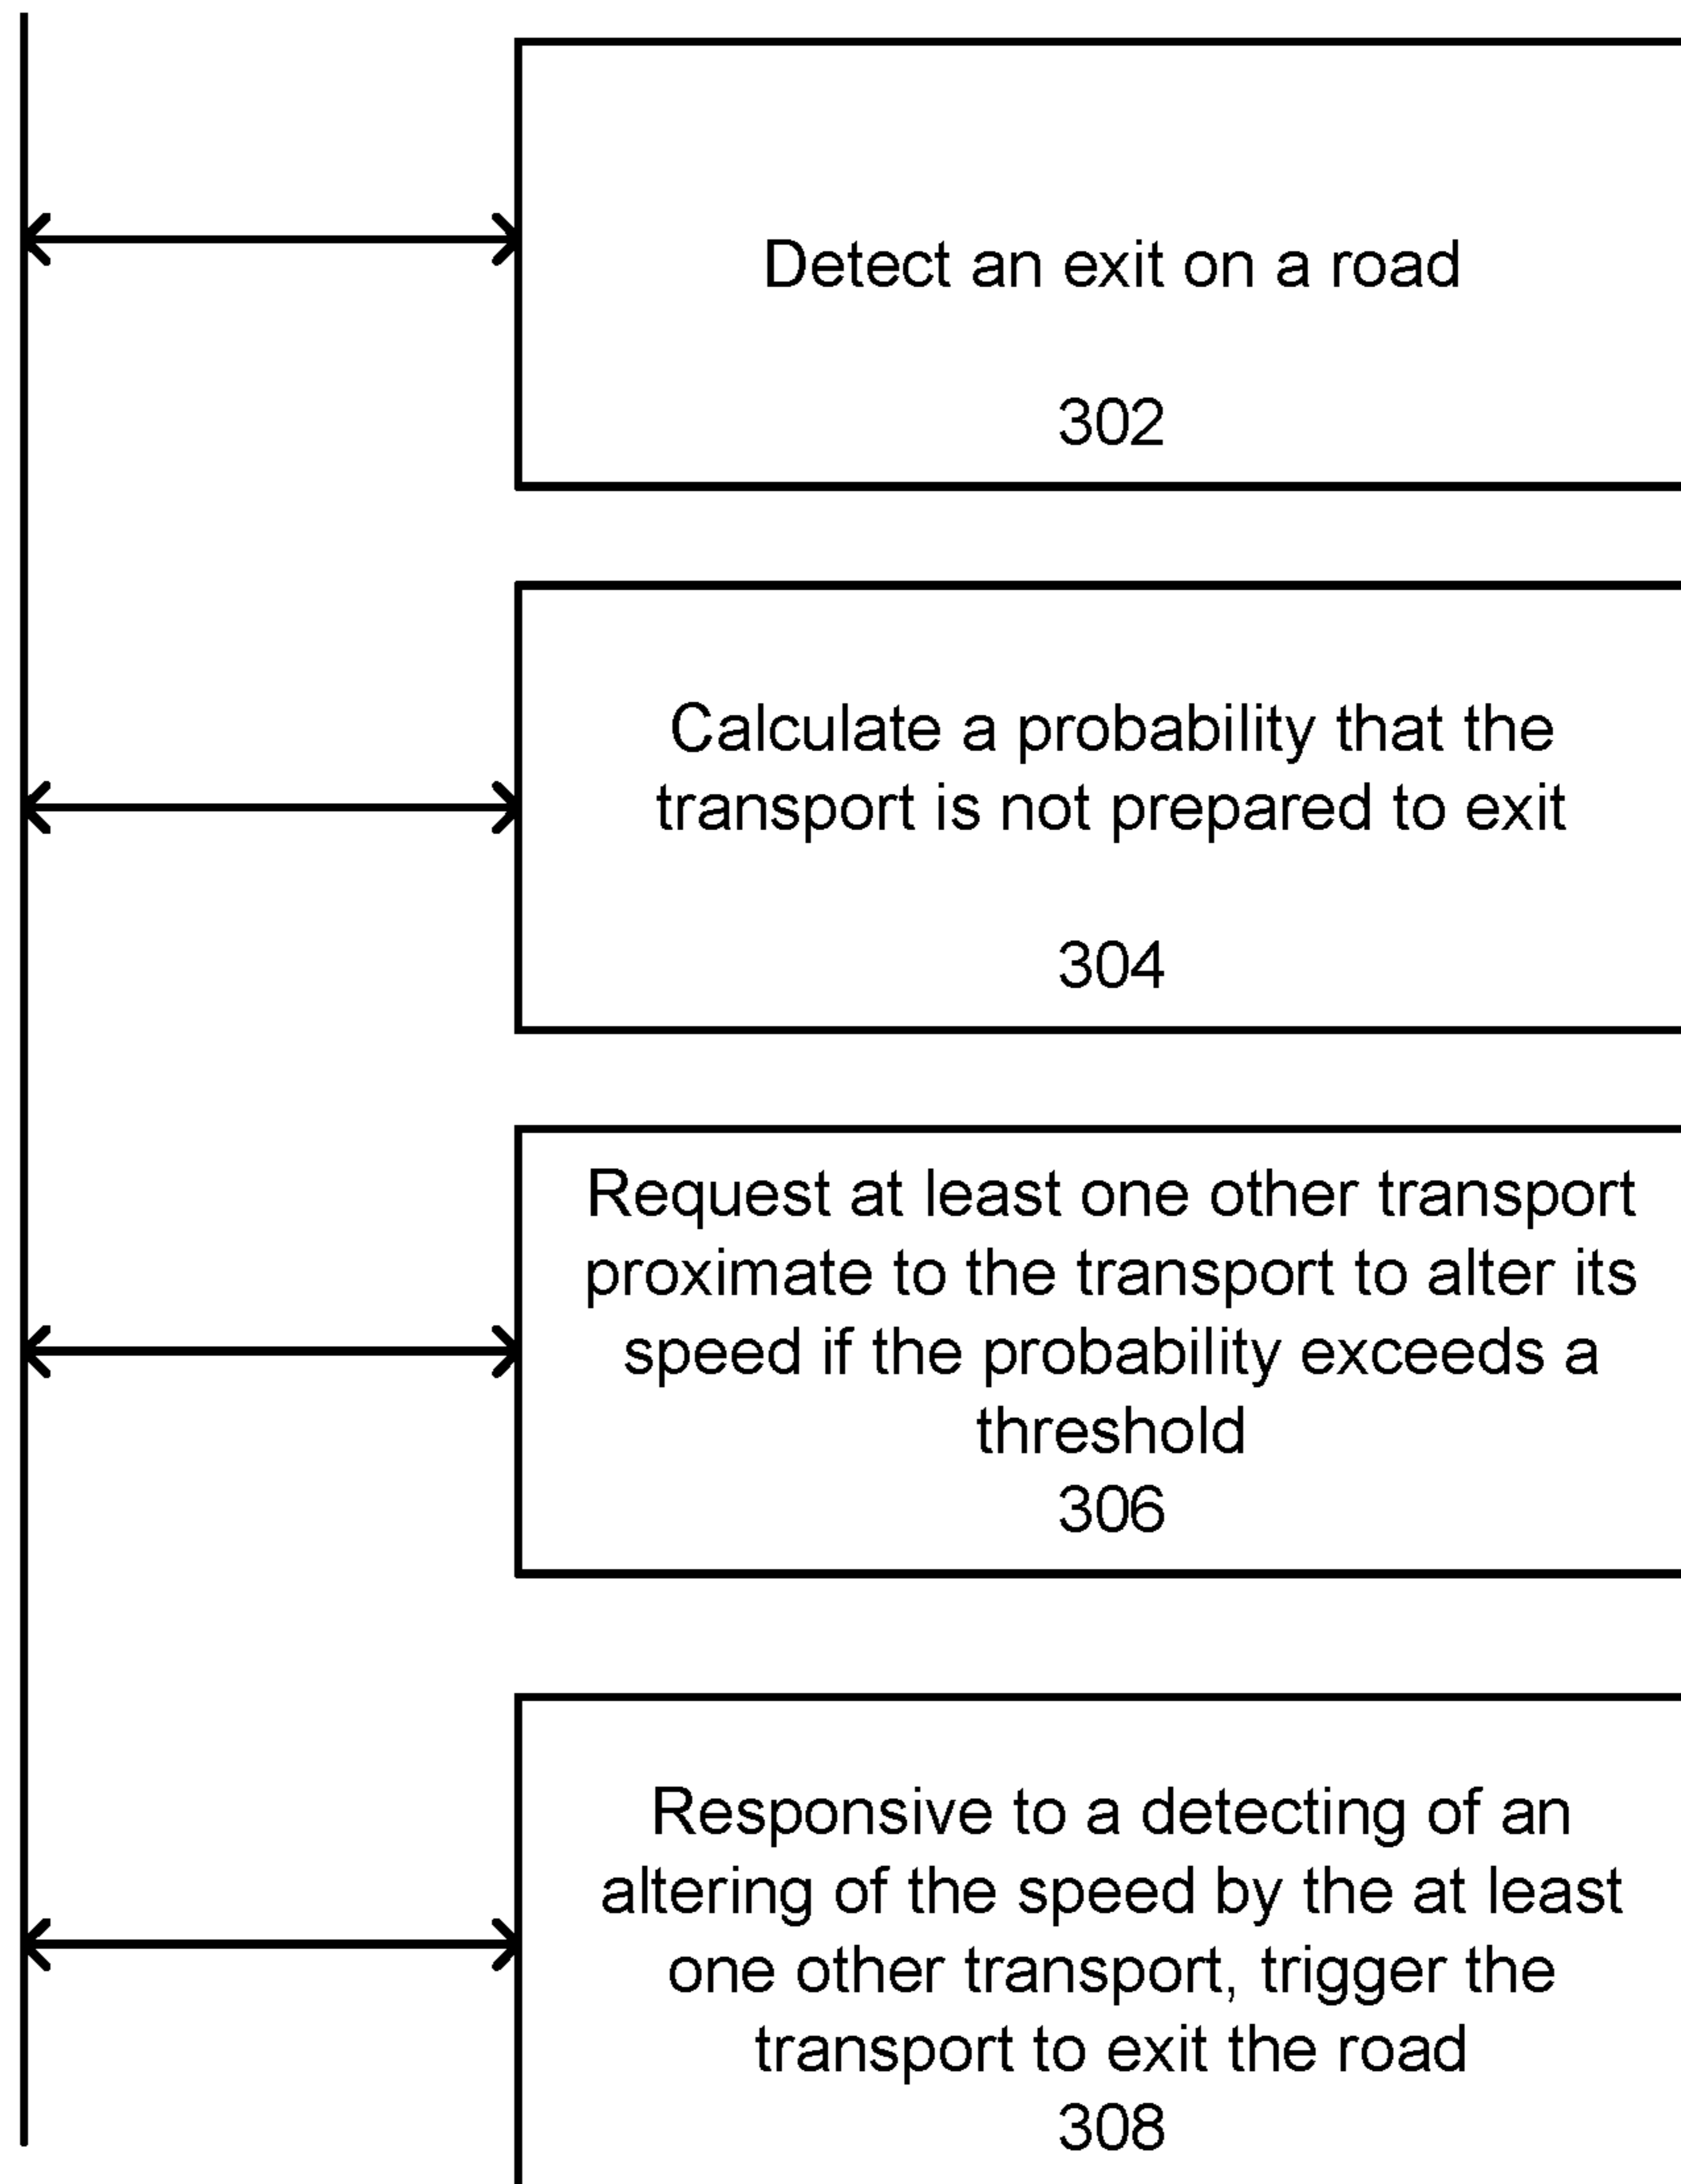 Detect an exit on a road
302
Calculate a probability that the
transport is not prepared to exit
304
Request at least one other transport
proximate to the transport to alter its
speed if the probability exceeds a
threshold
306
Responsive to a detecting of an
altering of the speed by the at least
one other transport, trigger the
transport to exit the road
308